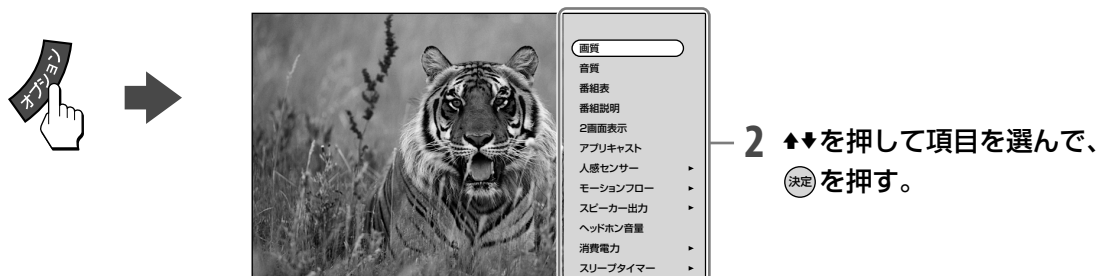 オプション
画質
音質
番組表
番組説明
2画面表示
アプリキャスト
人感センサー ►
モーションフロー ►
スピーカー出力 ►
ヘッドホン音量
消費電力 ►
スリープタイマー ►
2 ♠♥を押して項目を選んで、
決定を押す。